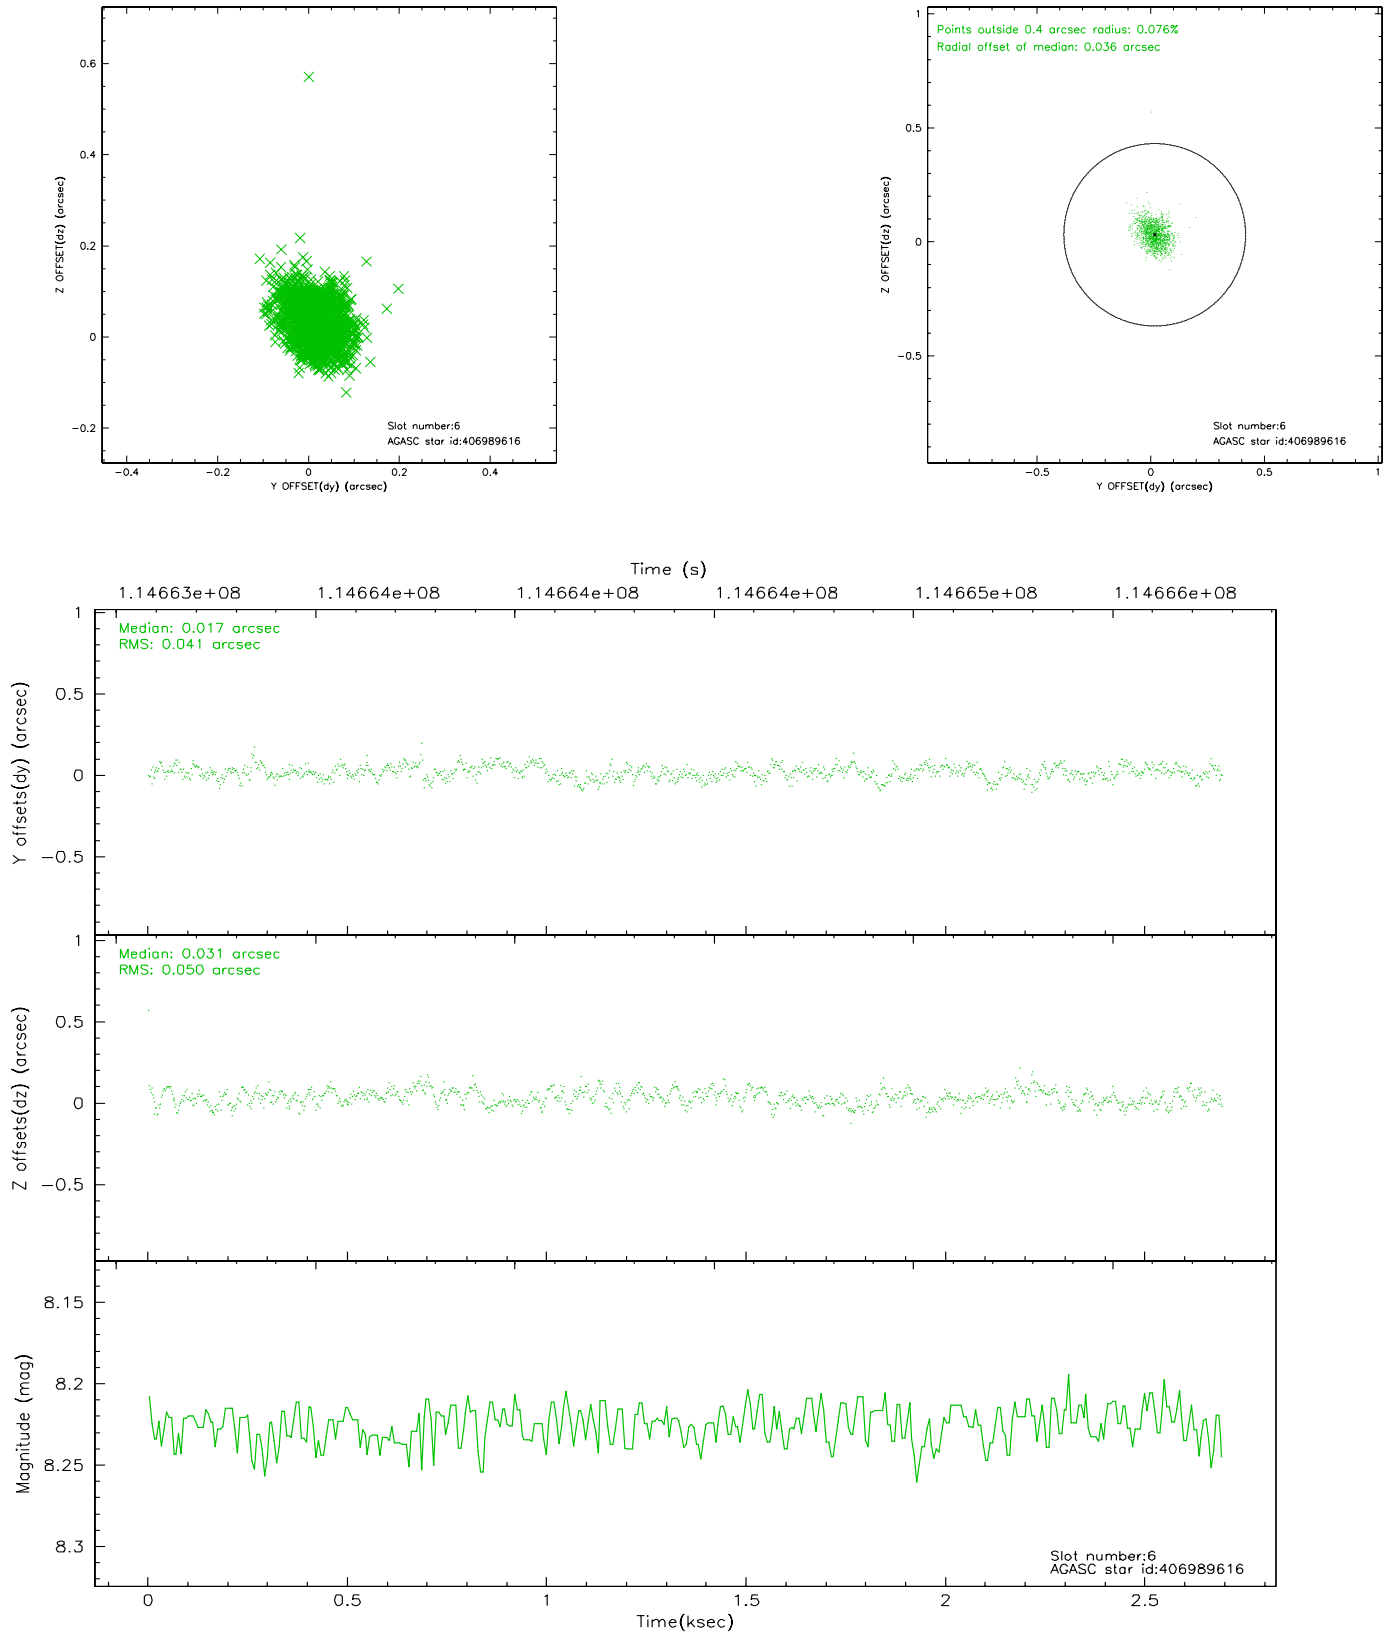 0.6
0.4
0.2
0
−0.2
Z OFFSET(dz) (arcsec)
Slot number:6
AGASC star id:406989616
−0.4 −0.2 0 0.2 0.4
Y OFFSET(dy) (arcsec)
1
Points outside 0.4 arcsec radius: 0.076%
Radial offset of median: 0.036 arcsec
0.5
0
−0.5
Z OFFSET(dz) (arcsec)
Slot number:6
AGASC star id:406989616
−0.5 0 0.5 1
Y OFFSET(dy) (arcsec)
Time (s)
1.14663e+08 1.14664e+08 1.14664e+08 1.14664e+08 1.14665e+08 1.14666e+08
1
Median: 0.017 arcsec
RMS: 0.041 arcsec
0.5
0
−0.5
Y offsets(dy) (arcsec)
1
Median: 0.031 arcsec
RMS: 0.050 arcsec
0.5
0
−0.5
Z offsets(dz) (arcsec)
8.15
8.2
8.25
8.3
Magnitude (mag)
Slot number:6
AGASC star id:406989616
0 0.5 1 1.5 2 2.5
Time(ksec)